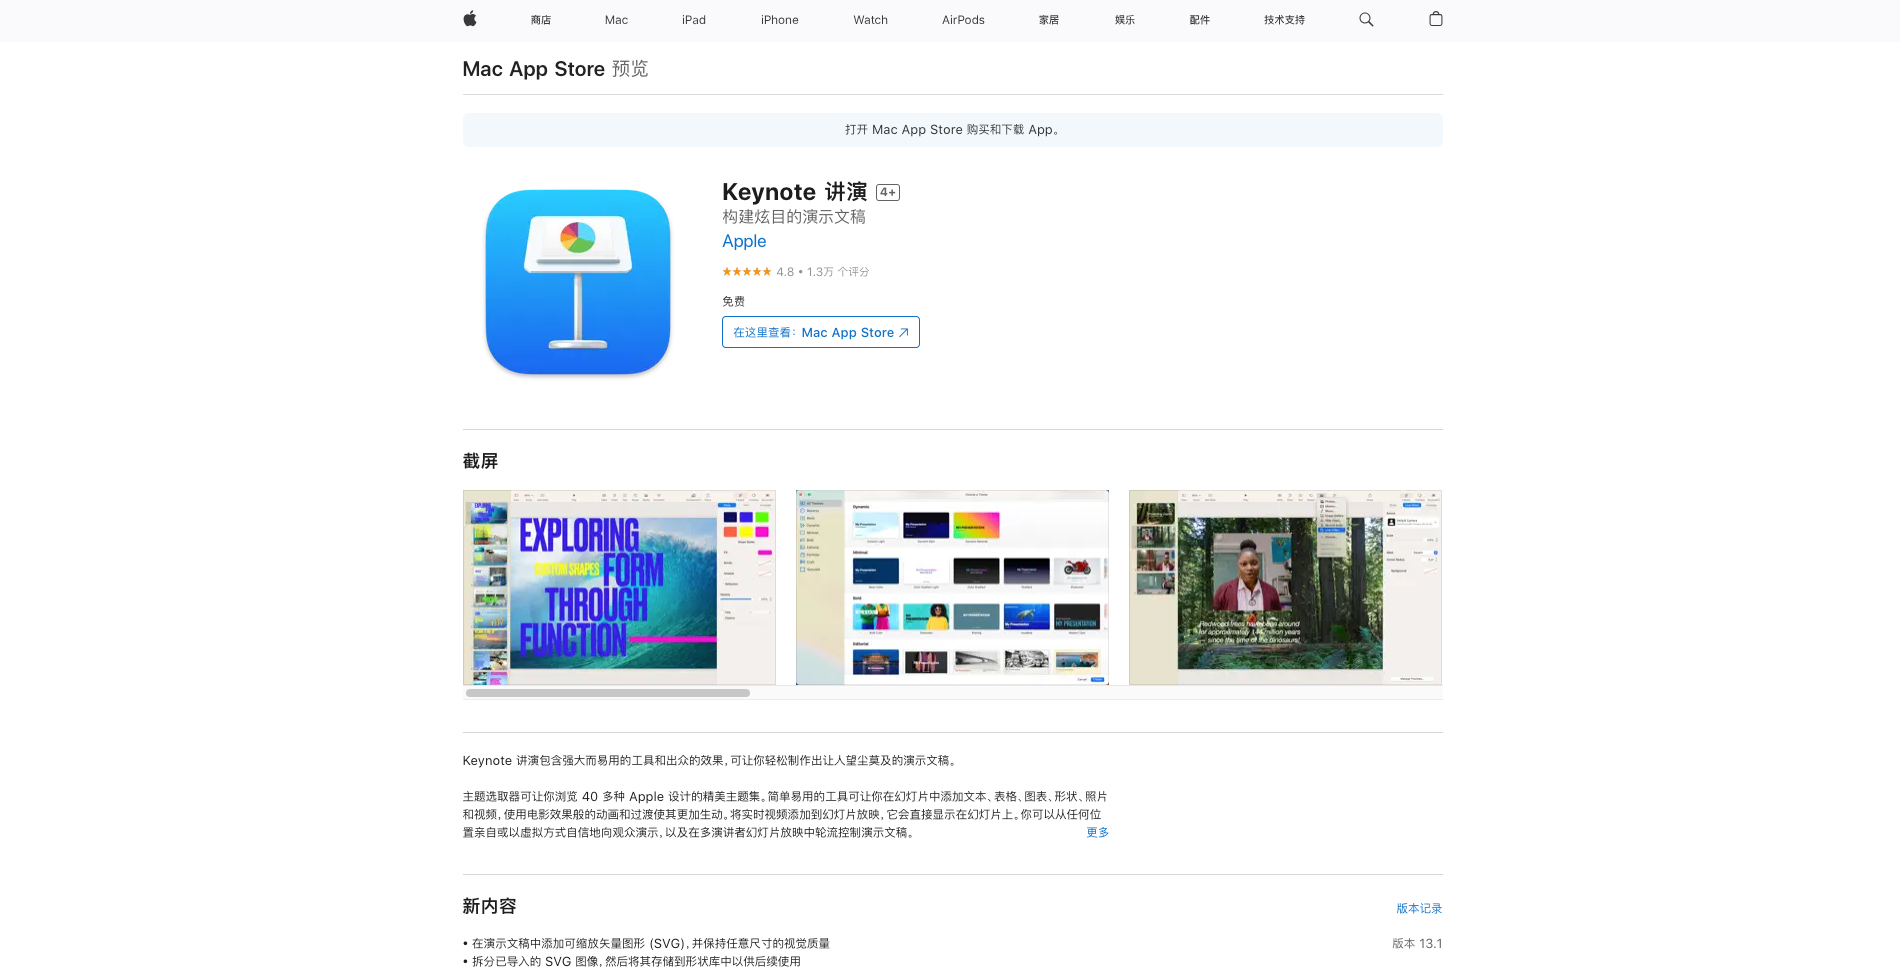 商店 Mac iPad iPhone Watch AirPods 家居 娱乐 配件 技术支持
Mac App Store 预览
打开 Mac App Store 购买和下载 App。
Keynote 讲演 4+
构建炫目的演示文稿
Apple
★★★★★ 4.8 • 1.3万 个评分
免费
在这里查看：Mac App Store
截屏
EXPLORING
CUSTOM SHAPES FORM
THROUGH
FUNCTION
Choose a Theme
Dynamic
Minimal
Bold
Editorial
Redwood trees have been around
for approximately 144 million years
since the time of the dinosaurs!
Keynote 讲演包含强大而易用的工具和出众的效果，可让你轻松制作出让人望尘莫及的演示文稿。
主题选取器可让你浏览 40 多种 Apple 设计的精美主题集。简单易用的工具可让你在幻灯片中添加文本、表格、图表、形状、照片
和视频，使用电影效果般的动画和过渡使其更加生动。将实时视频添加到幻灯片放映，它会直接显示在幻灯片上。你可以从任何位
置亲自或以虚拟方式自信地向观众演示，以及在多演讲者幻灯片放映中轮流控制演示文稿。 更多
新内容 版本记录
• 在演示文稿中添加可缩放矢量图形 (SVG)，并保持任意尺寸的视觉质量 版本 13.1
• 拆分已导入的 SVG 图像，然后将其存储到形状库中以供后续使用